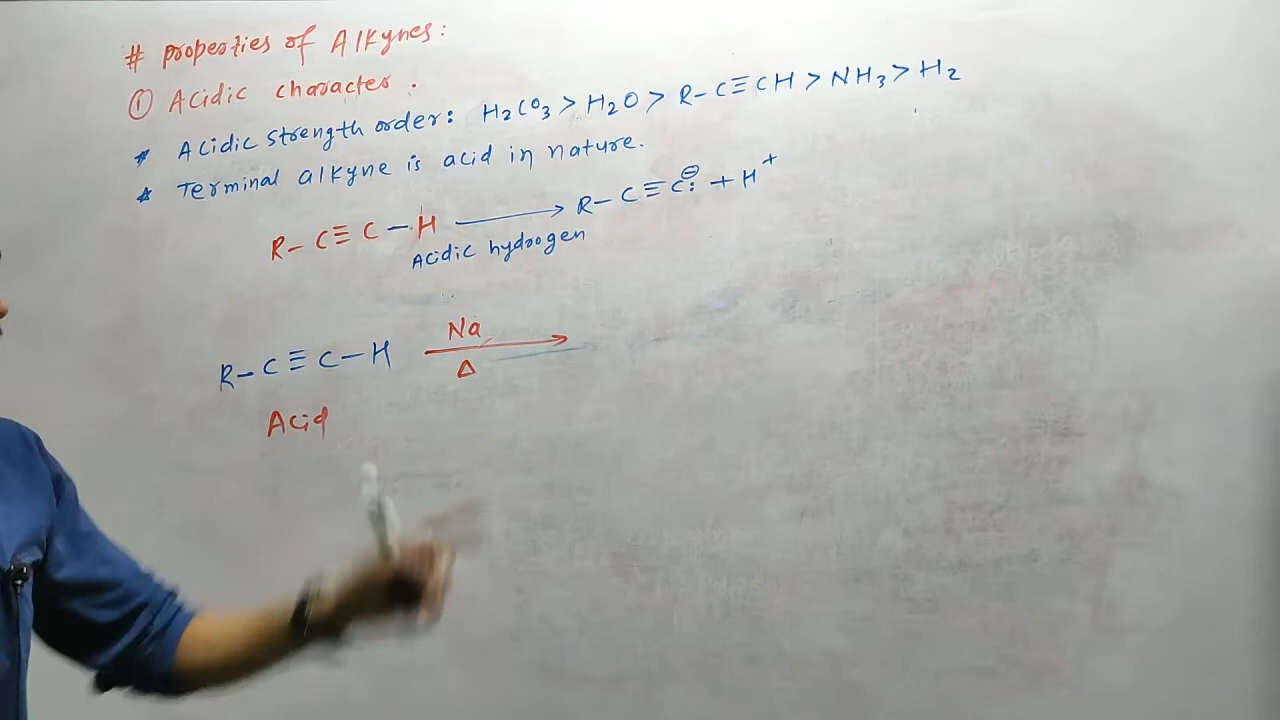 # Properties of Alkynes:
① Acidic character.
* Acidic strength order: H₂CO₃ > H₂O > R-C≡CH > NH₃ > H₂
* Terminal alkyne is acid in nature.
R-C≡C-H ⟶ R-C≡C:⊖ + H⁺
Acidic hydrogen
Na
R-C≡C-H ⟶
Δ
Acid